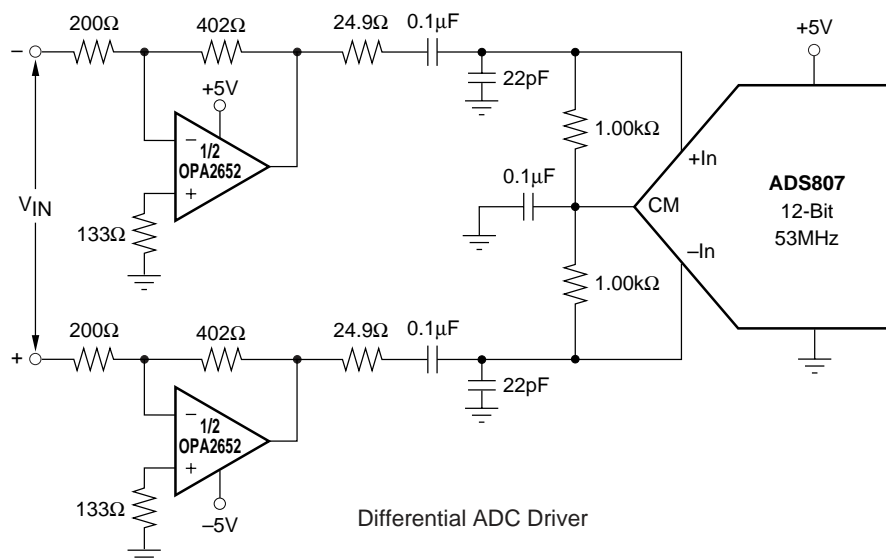 200Ω
402Ω
24.9Ω
0.1μF
–
+5V
22pF
+5V
–
1/2
OPA2652
+
1.00kΩ
+In
0.1μF
ADS807
12-Bit
53MHz
VIN
CM
133Ω
–In
1.00kΩ
200Ω
402Ω
24.9Ω
0.1μF
+
22pF
–
1/2
OPA2652
+
133Ω
–5V
Differential ADC Driver